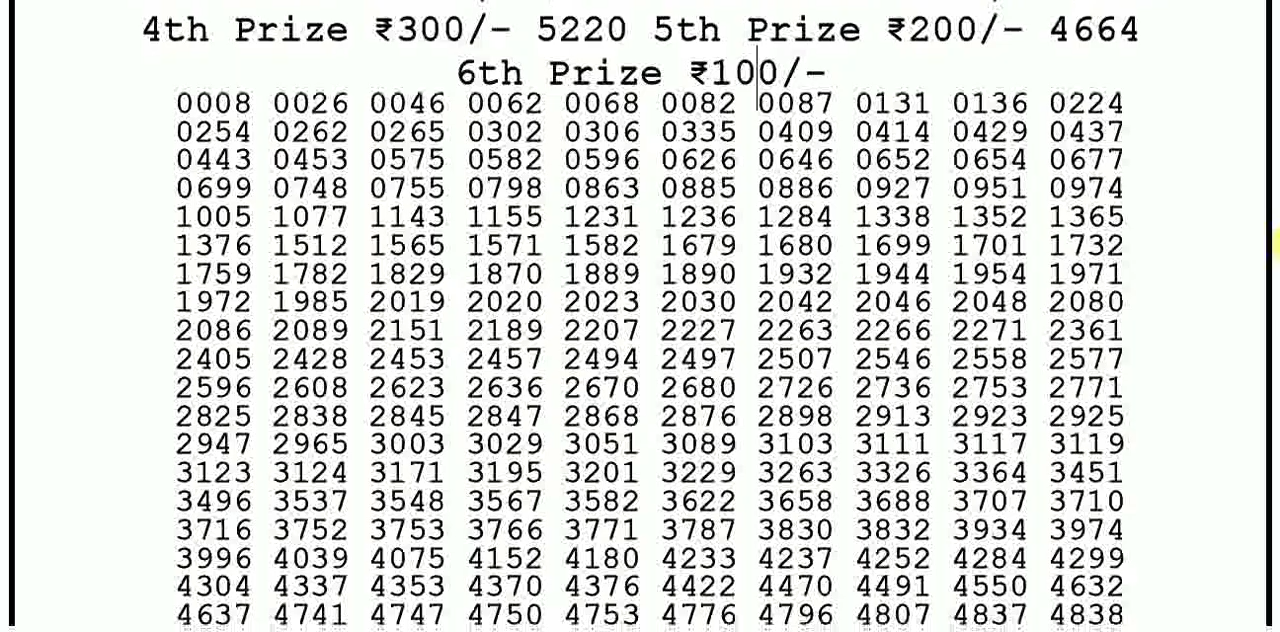 4th Prize ₹300/- 5220 5th Prize ₹200/- 4664
6th Prize ₹100/-
0008 0026 0046 0062 0068 0082 0087 0131 0136 0224
0254 0262 0265 0302 0306 0335 0409 0414 0429 0437
0443 0453 0575 0582 0596 0626 0646 0652 0654 0677
0699 0748 0755 0798 0863 0885 0886 0927 0951 0974
1005 1077 1143 1155 1231 1236 1284 1338 1352 1365
1376 1512 1565 1571 1582 1679 1680 1699 1701 1732
1759 1782 1829 1870 1889 1890 1932 1944 1954 1971
1972 1985 2019 2020 2023 2030 2042 2046 2048 2080
2086 2089 2151 2189 2207 2227 2263 2266 2271 2361
2405 2428 2453 2457 2494 2497 2507 2546 2558 2577
2596 2608 2623 2636 2670 2680 2726 2736 2753 2771
2825 2838 2845 2847 2868 2876 2898 2913 2923 2925
2947 2965 3003 3029 3051 3089 3103 3111 3117 3119
3123 3124 3171 3195 3201 3229 3263 3326 3364 3451
3496 3537 3548 3567 3582 3622 3658 3688 3707 3710
3716 3752 3753 3766 3771 3787 3830 3832 3934 3974
3996 4039 4075 4152 4180 4233 4237 4252 4284 4299
4304 4337 4353 4370 4376 4422 4470 4491 4550 4632
4637 4741 4747 4750 4753 4776 4796 4807 4837 4838